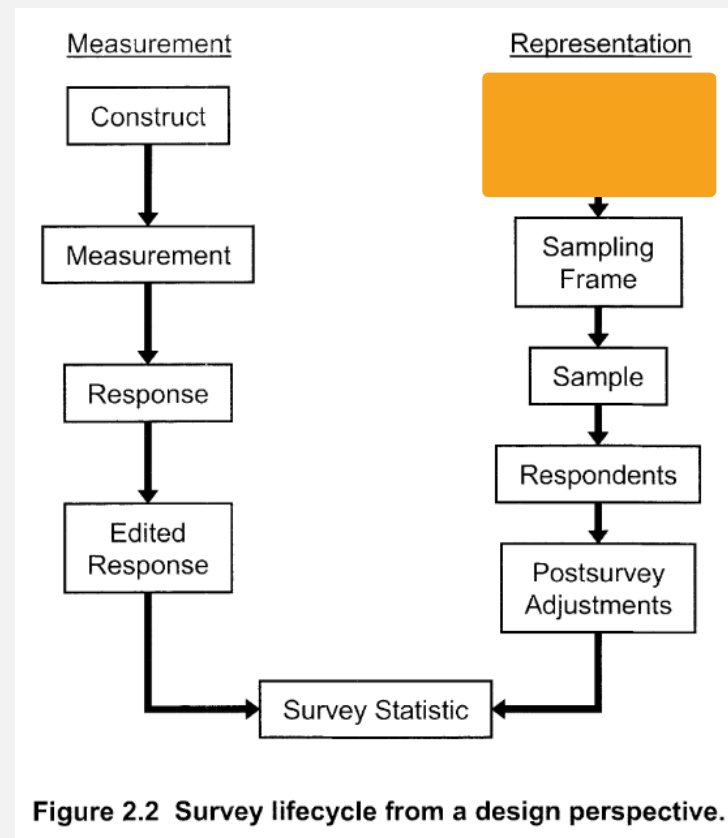 Measurement
Construct
Measurement
Response
Edited
Response
Representation
Sampling
Frame
Sample
Respondents
Postsurvey
Adjustments
Survey Statistic
Figure 2.2 Survey lifecycle from a design perspective.